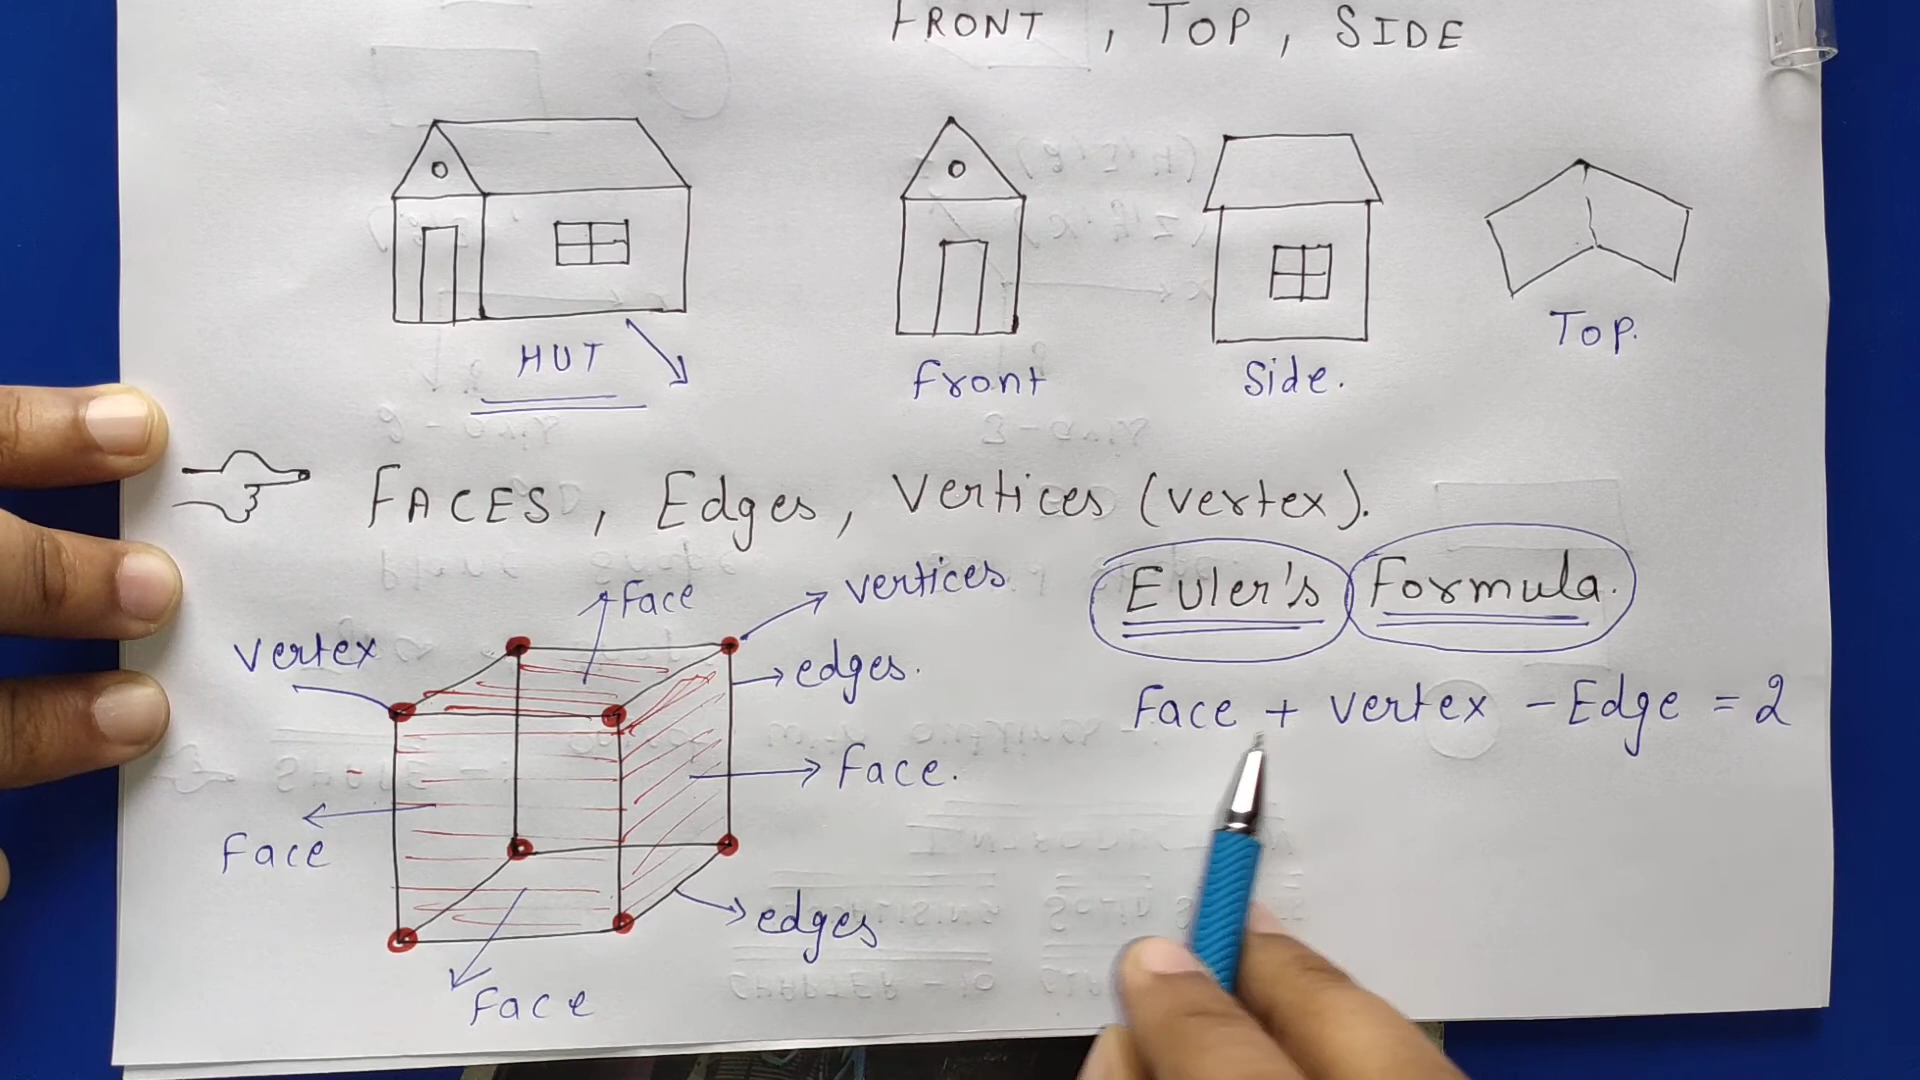 FRONT, TOP, SIDE
HUT
Front
Side.
Top.
FACES, Edges, Vertices (vertex).
Euler's Formula.
Face + vertex - Edge = 2
vertices
Face
vertex
edges.
Face.
Face
edges
Face